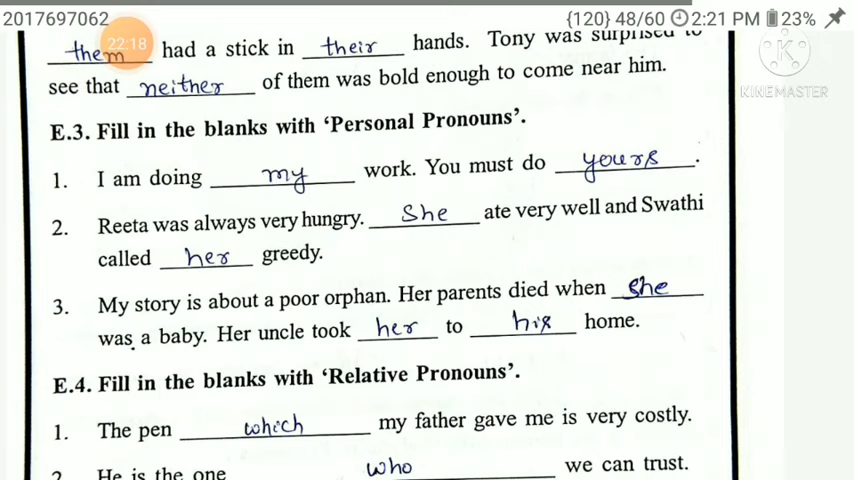 2017697062 {120} 48/60 2:21 PM 23%
22:18
them had a stick in their hands. Tony was surprised to
see that neither of them was bold enough to come near him.
KINEMASTER
E.3. Fill in the blanks with ‘Personal Pronouns’.
1. I am doing my work. You must do yours.
2. Reeta was always very hungry. She ate very well and Swathi
called her greedy.
3. My story is about a poor orphan. Her parents died when she
was a baby. Her uncle took her to his home.
E.4. Fill in the blanks with ‘Relative Pronouns’.
1. The pen which my father gave me is very costly.
2. He is the one who we can trust.